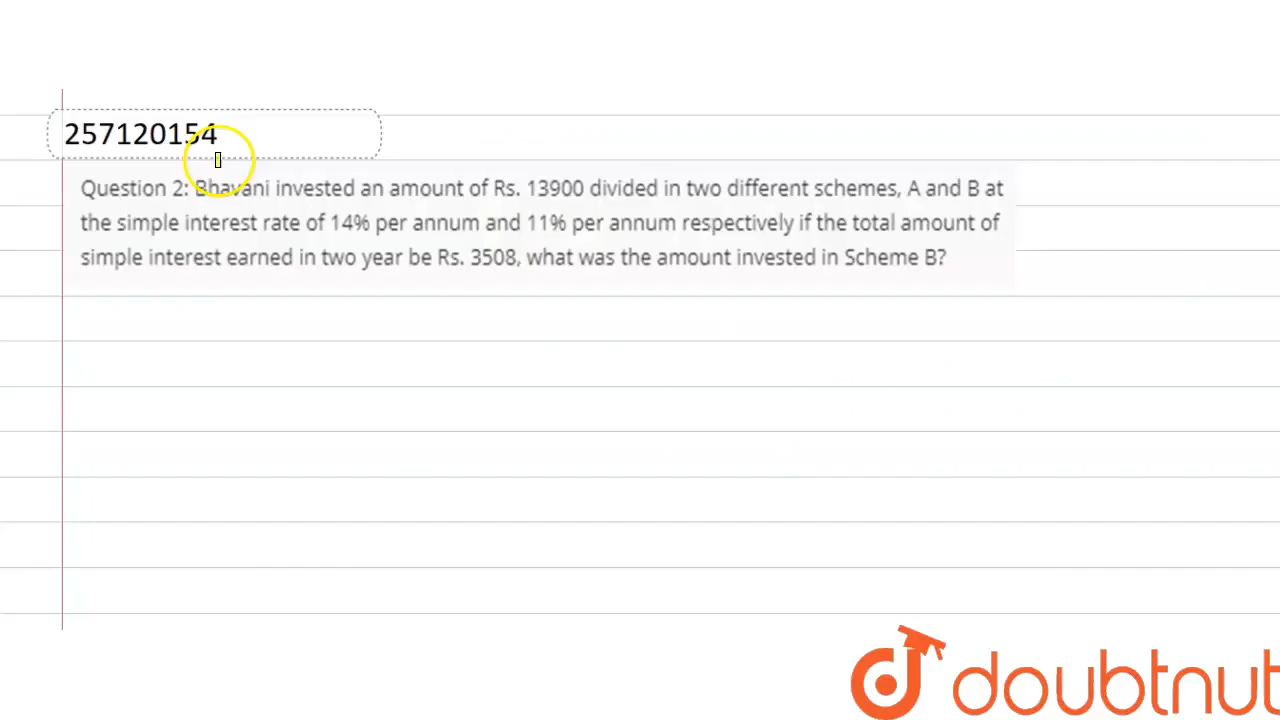 257120154
Question 2: Bhavani invested an amount of Rs. 13900 divided in two different schemes, A and B at
the simple interest rate of 14% per annum and 11% per annum respectively if the total amount of
simple interest earned in two year be Rs. 3508, what was the amount invested in Scheme B?
doubtnut